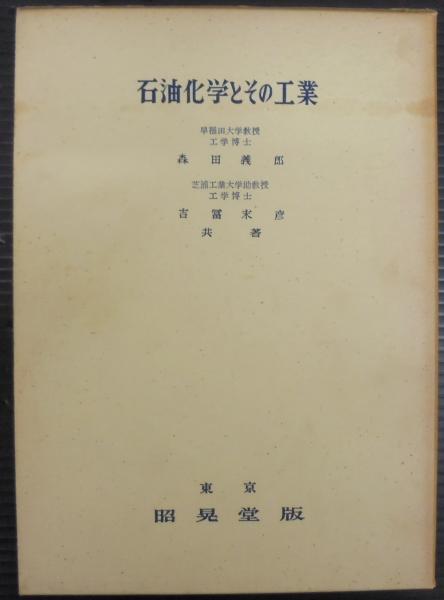 石油化学とその工業
早稲田大学教授
工学博士
森田義郎
芝浦工業大学助教授
工学博士
吉冨末彦
共著
東京
昭晃堂版